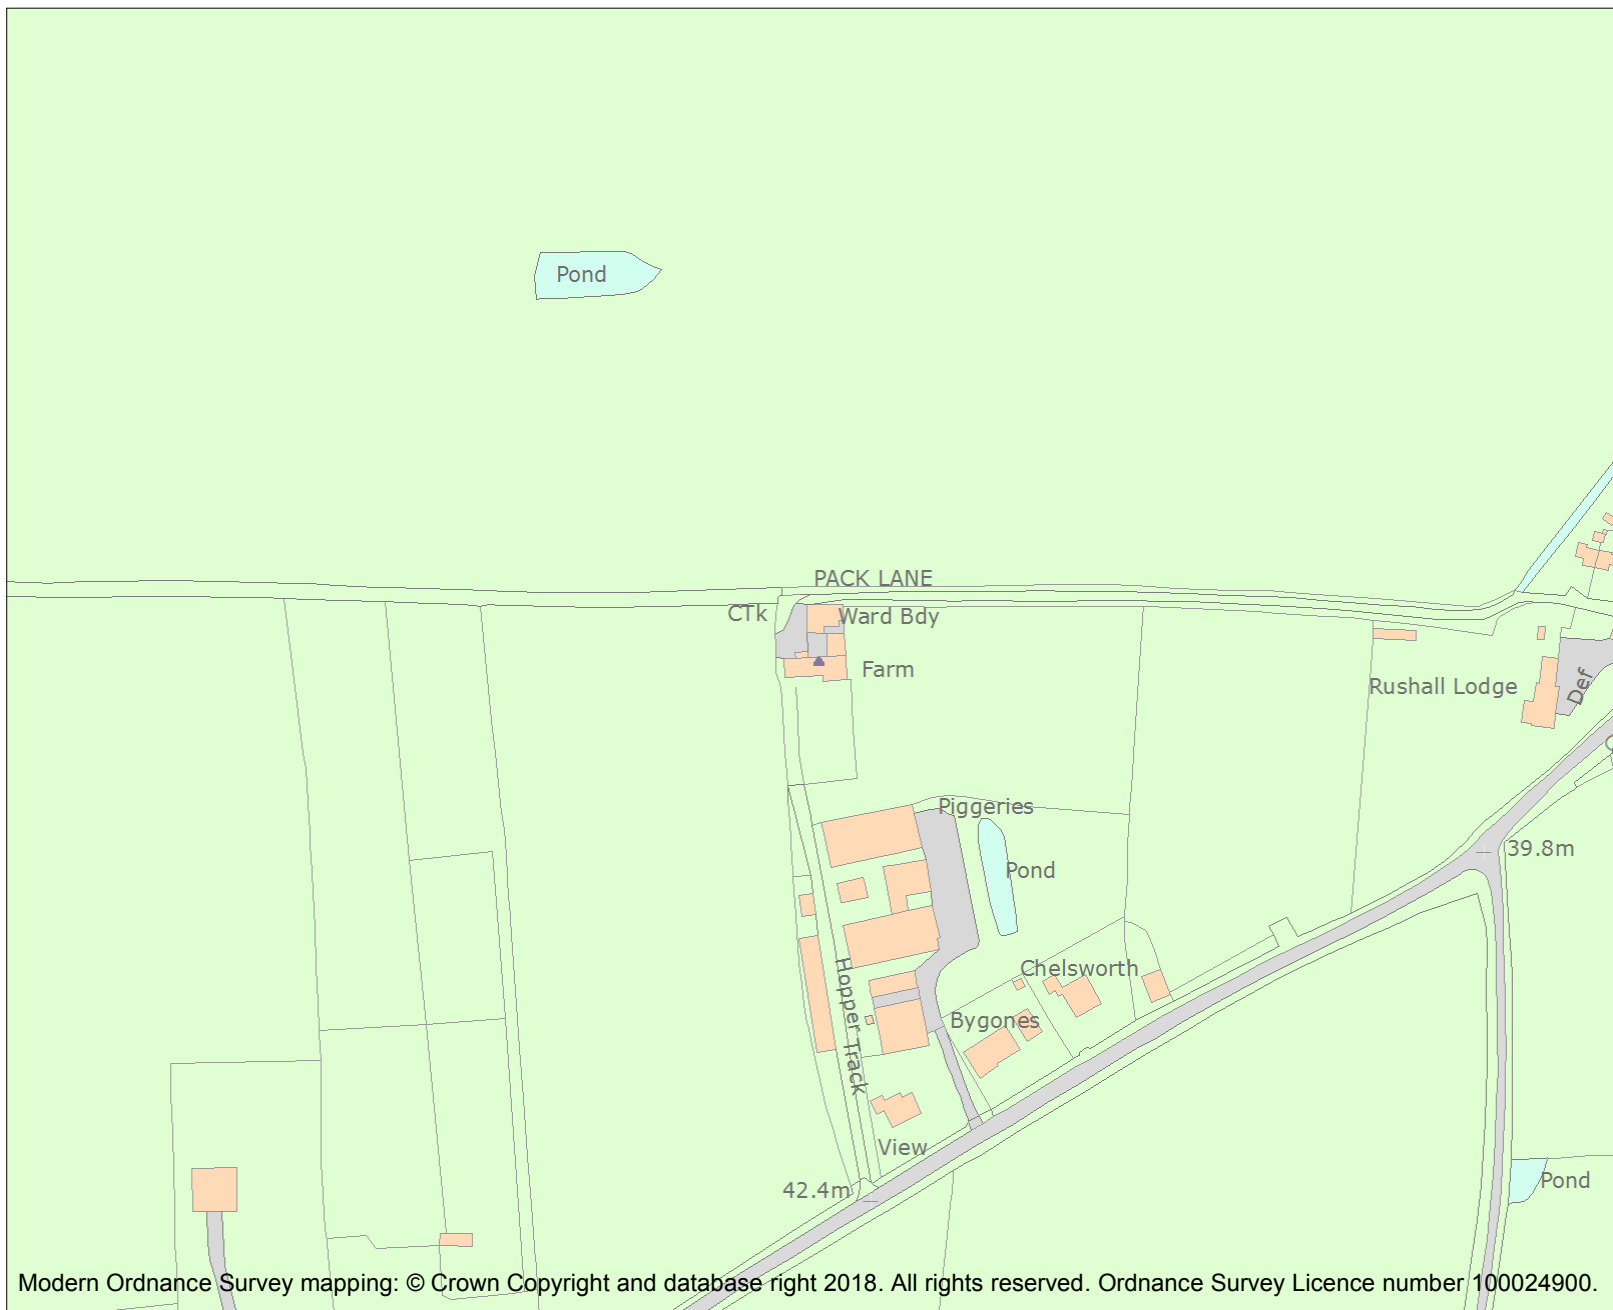 Pond
PACK LANE
CTk
Ward Bdy
Farm
Rushall Lodge
Def
Piggeries
39.8m
Pond
Chelsworth
Hopper Track
Bygones
View
Pond
42.4m
Modern Ordnance Survey mapping: © Crown Copyright and database right 2018. All rights reserved. Ordnance Survey Licence number 100024900.